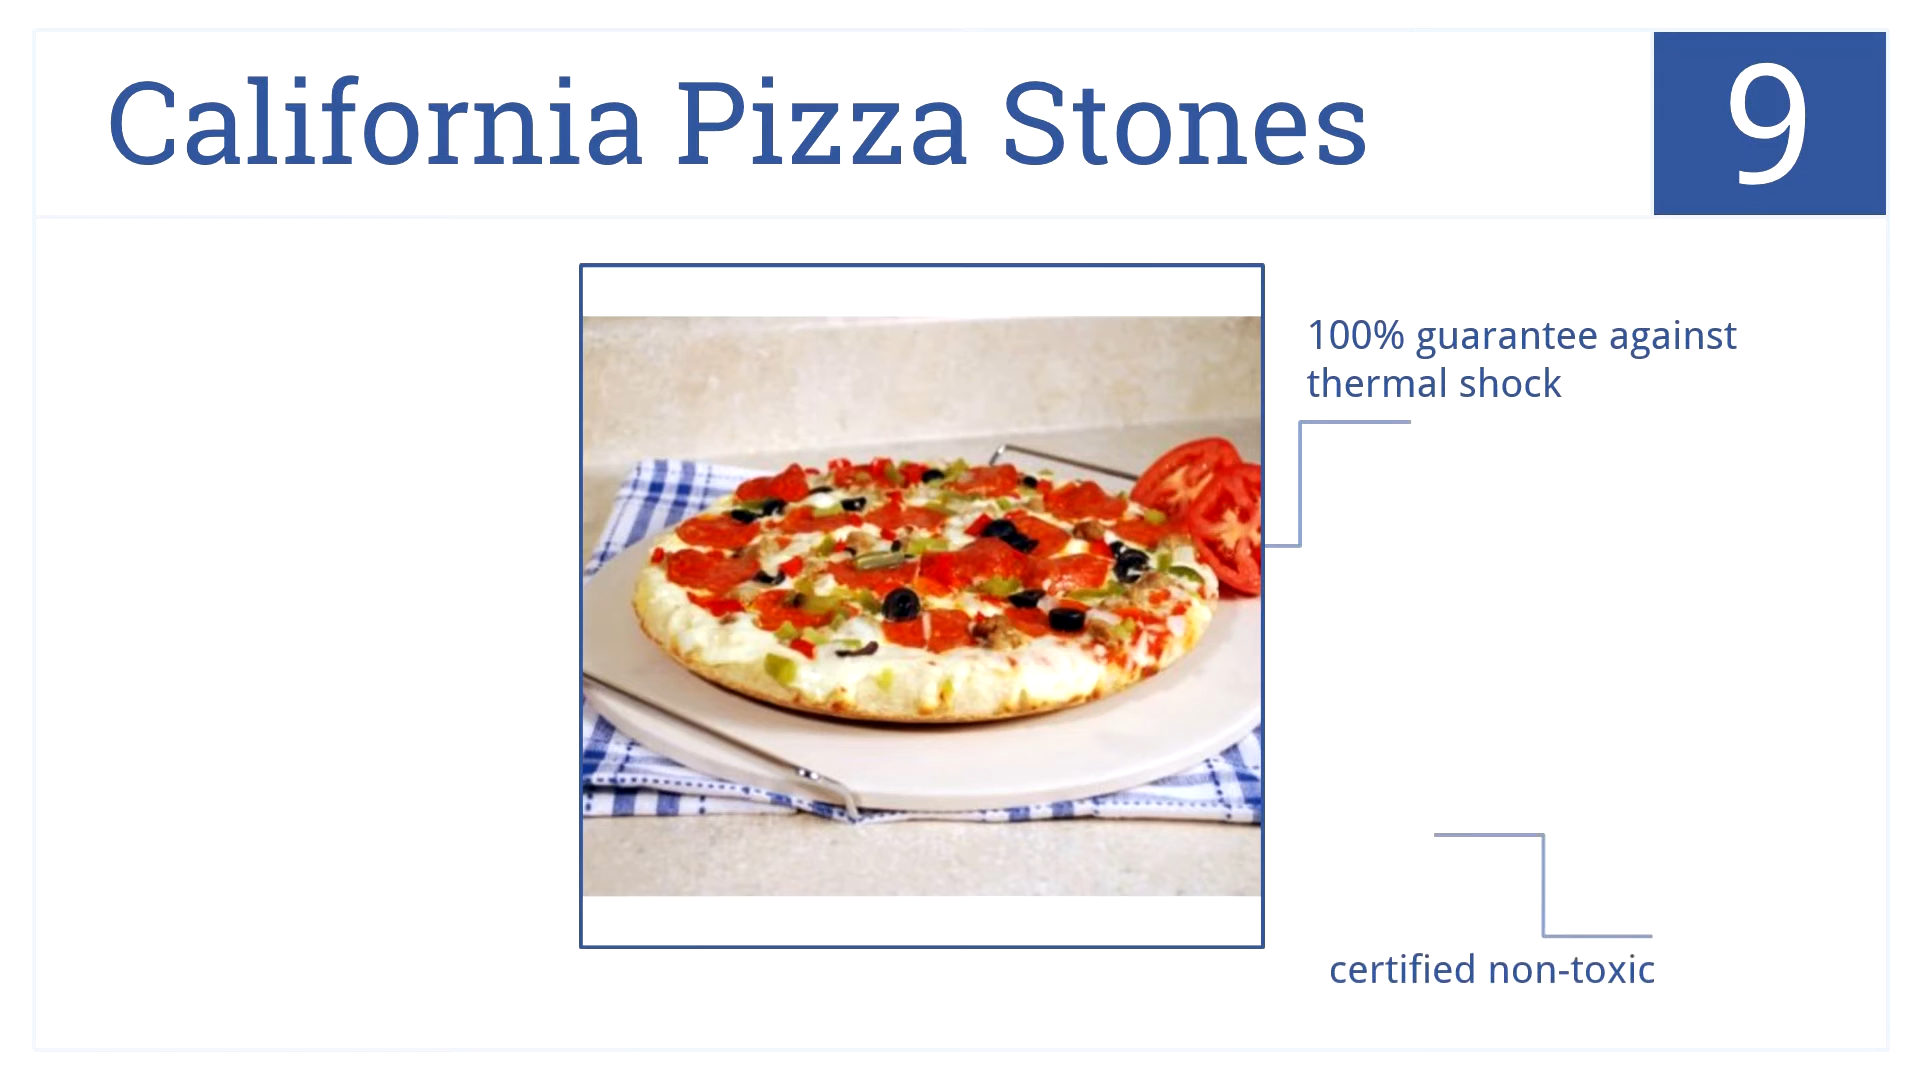 California Pizza Stones
9
100% guarantee against
thermal shock
certified non-toxic